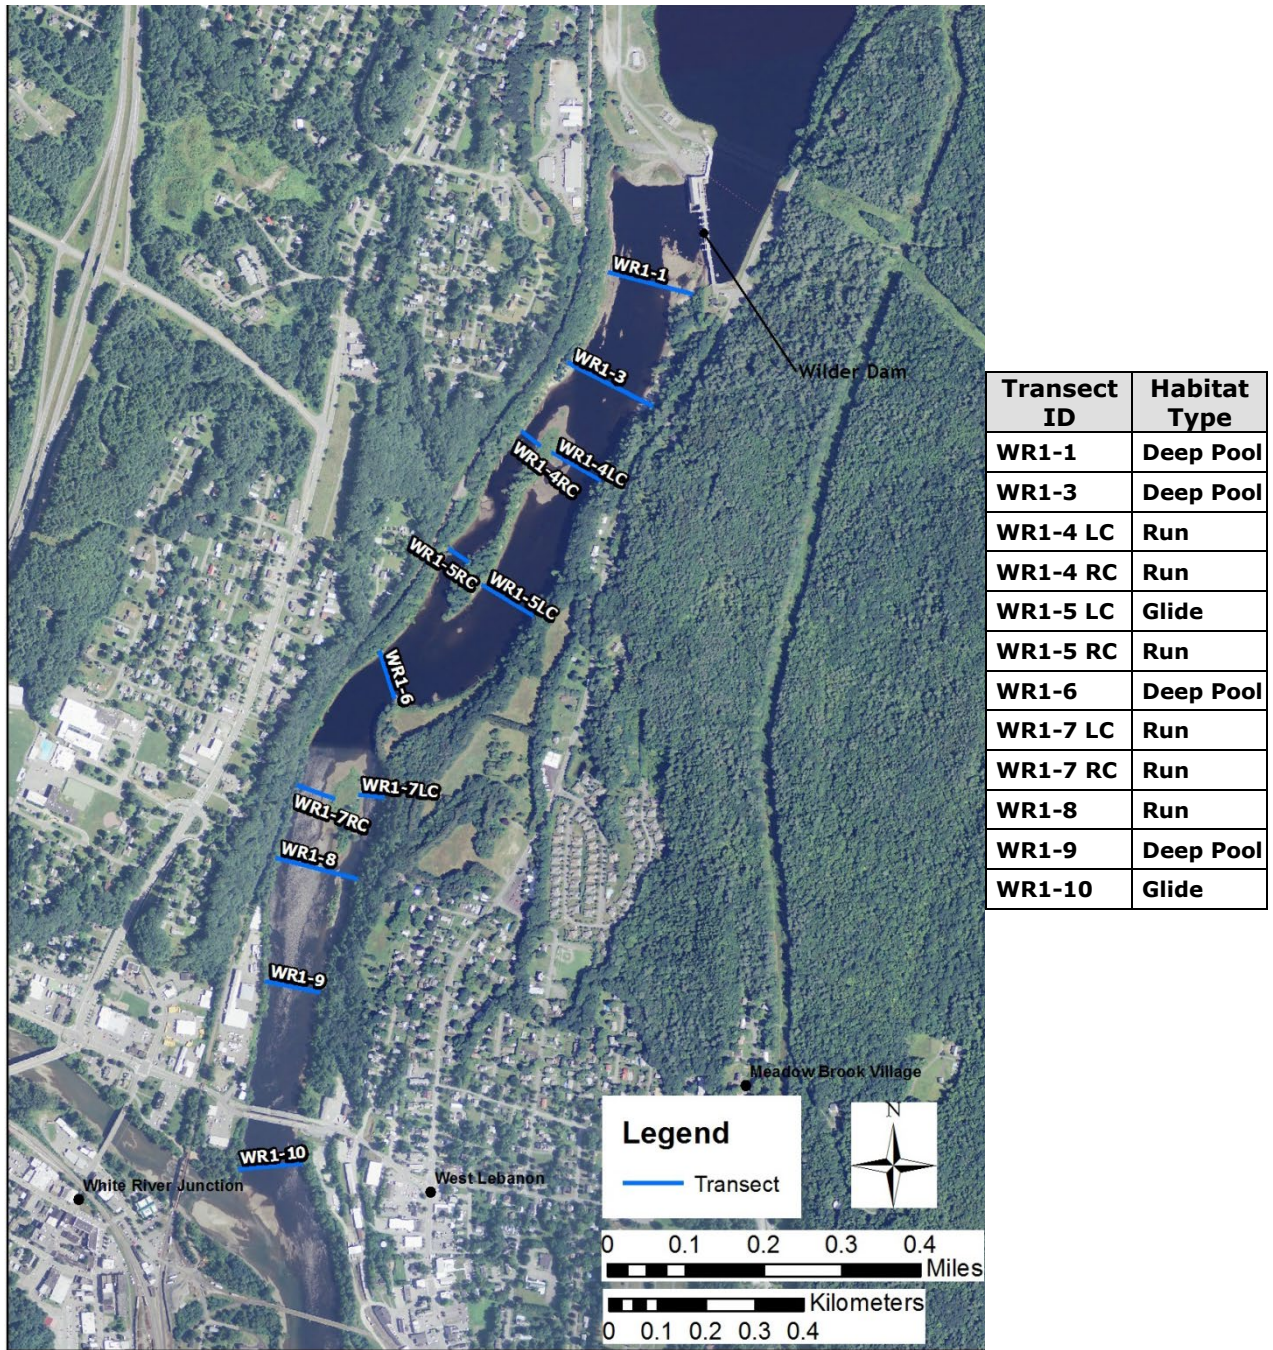 WR1-1
WR1-3
Wilder Dam
WR1-4LC
WR1-4RC
WR1-5RC
WR1-5LC
WR1-6
WR1-7LC
WR1-7RC
WR1-8
WR1-9
WR1-10
White River Junction
West Lebanon
Meadow Brook Village
Legend
Transect
N
0 0.1 0.2 0.3 0.4
Miles
Kilometers
0 0.1 0.2 0.3 0.4
Transect ID Habitat Type
WR1-1 Deep Pool
WR1-3 Deep Pool
WR1-4 LC Run
WR1-4 RC Run
WR1-5 LC Glide
WR1-5 RC Run
WR1-6 Deep Pool
WR1-7 LC Run
WR1-7 RC Run
WR1-8 Run
WR1-9 Deep Pool
WR1-10 Glide